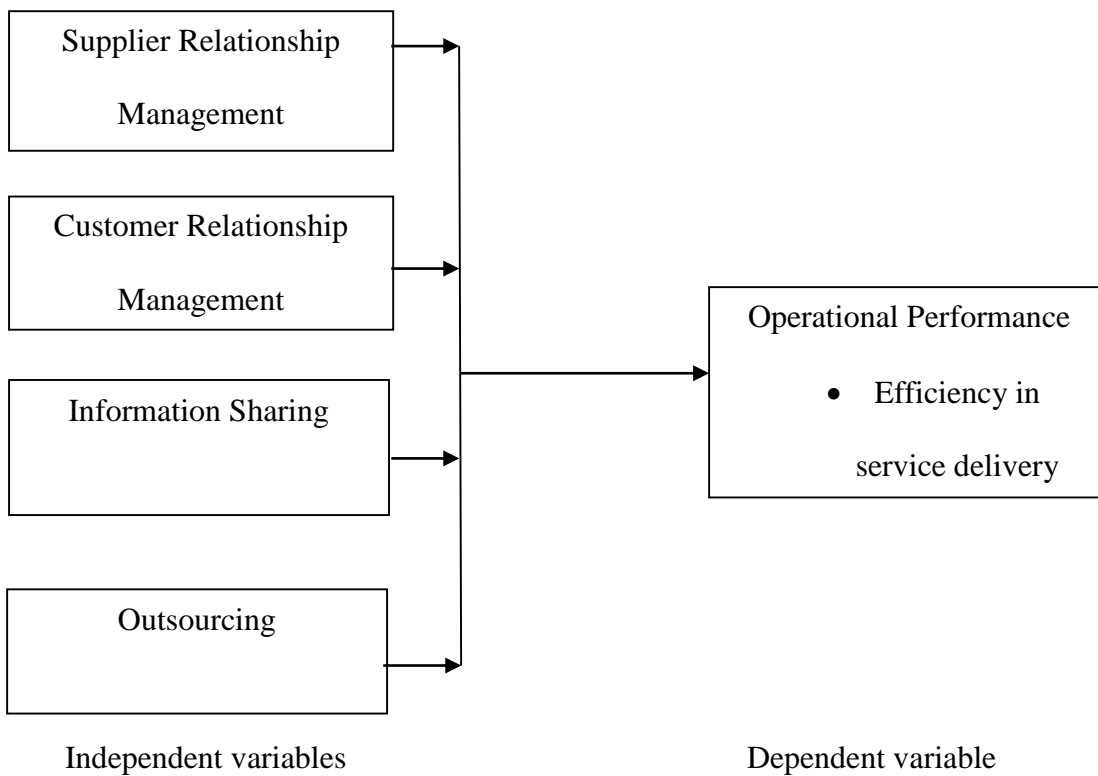 Supplier Relationship
Management
Customer Relationship
Management
Information Sharing
Outsourcing
Operational Performance
• Efficiency in
service delivery
Independent variables
Dependent variable